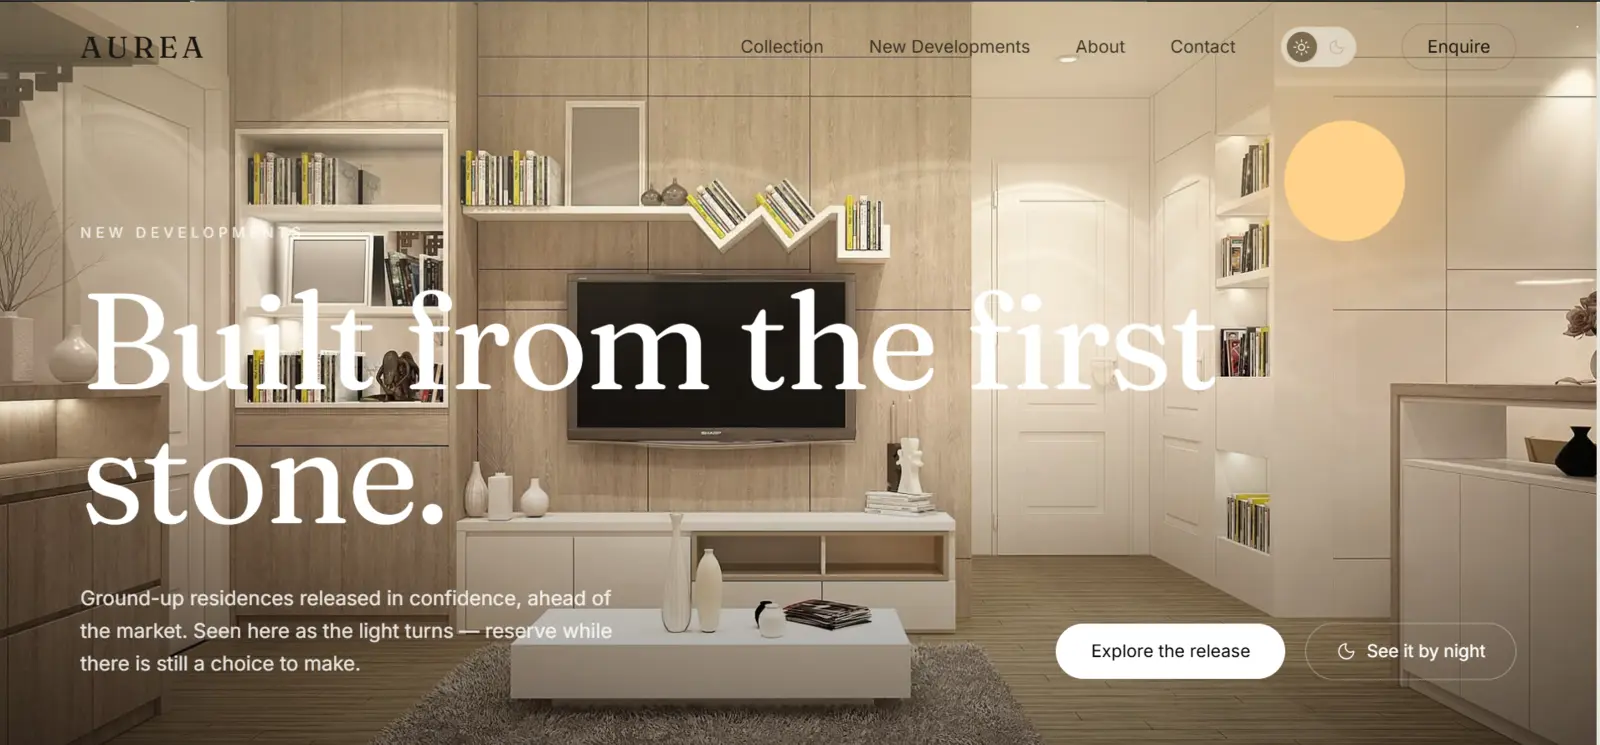 AUREA
Collection New Developments About Contact Enquire
NEW DEVELOPMENTS
Built from the first
stone.
SHARP
Ground-up residences released in confidence, ahead of
the market. Seen here as the light turns — reserve while
there is still a choice to make.
Explore the release See it by night